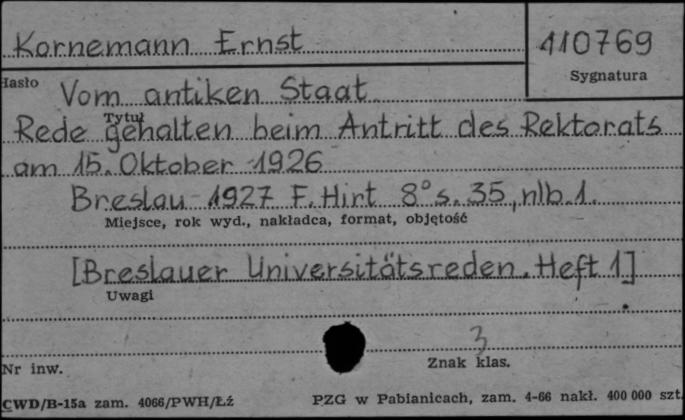 Kornemann Ernst
110769
Hasło
Sygnatura
Vom antiken Staat
Tytuł
Rede gehalten beim Antritt des Rektorats
am 15. Oktober 1926
Breslau 1927 F. Hirt 8° s. 35, nlb. 1.
Miejsce, rok wyd., nakładca, format, objętość
[Breslauer Universitätsreden. Heft 1]
Uwagi
3
Nr inw.
Znak klas.
CWD/B-15a zam. 4066/PWH/Łź
PZG w Pabianicach, zam. 4-66 nakł. 400 000 szt.